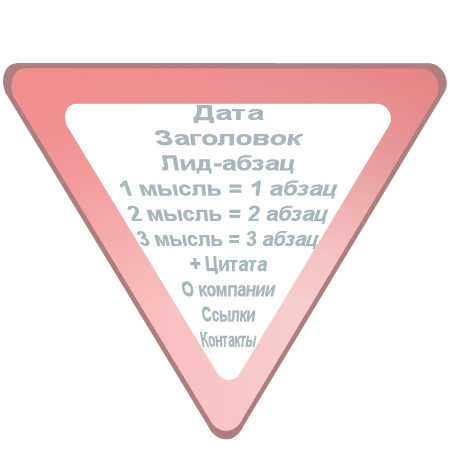 Дата
Заголовок
Лид-абзац
1 мысль = 1 абзац
2 мысль = 2 абзац
3 мысль = 3 абзац
+ Цитата
О компании
Ссылки
Контакты